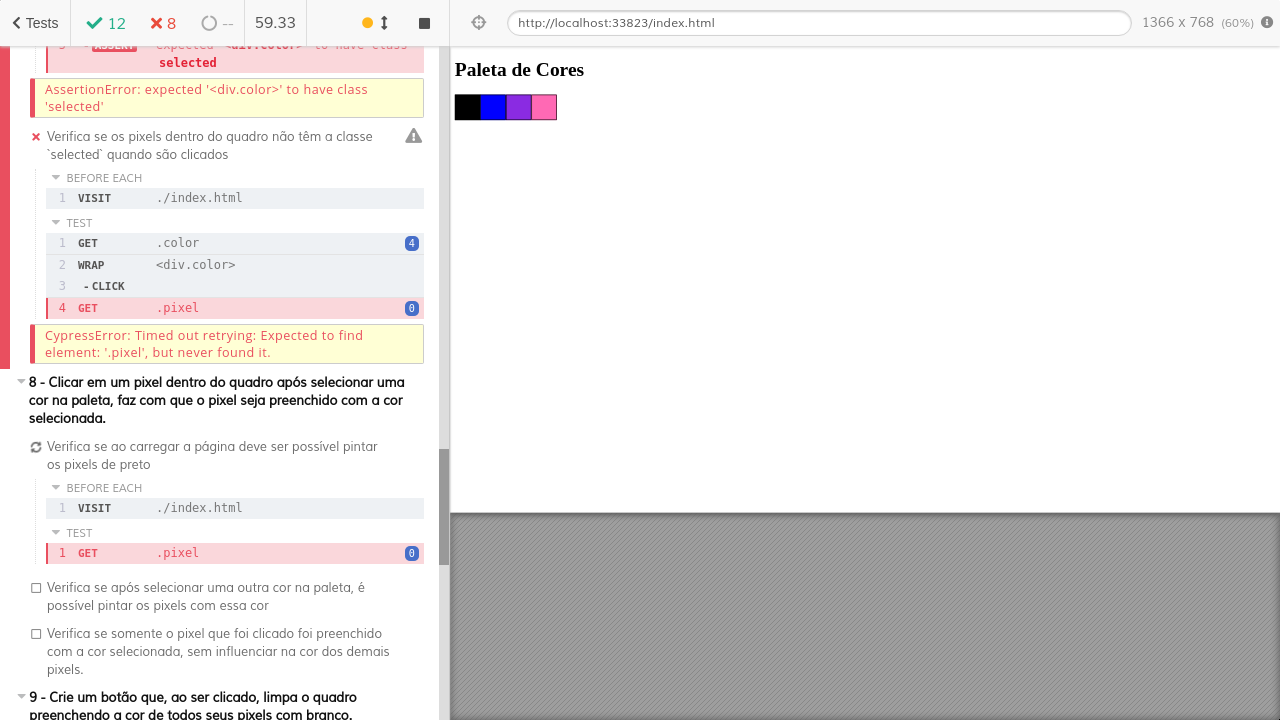 Tests
12
8
--
59.33
http://localhost:33823/index.html
1366 x 768 (60%)
3 -ASSERT expected '<div.color>' to have class
selected
AssertionError: expected '<div.color>' to have class
'selected'
Verifica se os pixels dentro do quadro não têm a classe
`selected` quando são clicados
BEFORE EACH
1 VISIT ./index.html
TEST
1 GET .color 4
2 WRAP <div.color>
3 -CLICK
4 GET .pixel 0
CypressError: Timed out retrying: Expected to find
element: '.pixel', but never found it.
8 - Clicar em um pixel dentro do quadro após selecionar uma
cor na paleta, faz com que o pixel seja preenchido com a cor
selecionada.
Verifica se ao carregar a página deve ser possível pintar
os pixels de preto
BEFORE EACH
1 VISIT ./index.html
TEST
1 GET .pixel 0
Verifica se após selecionar uma outra cor na paleta, é
possível pintar os pixels com essa cor
Verifica se somente o pixel que foi clicado foi preenchido
com a cor selecionada, sem influenciar na cor dos demais
pixels.
9 - Crie um botão que, ao ser clicado, limpa o quadro
preenchendo a cor de todos seus pixels com branco.
Paleta de Cores